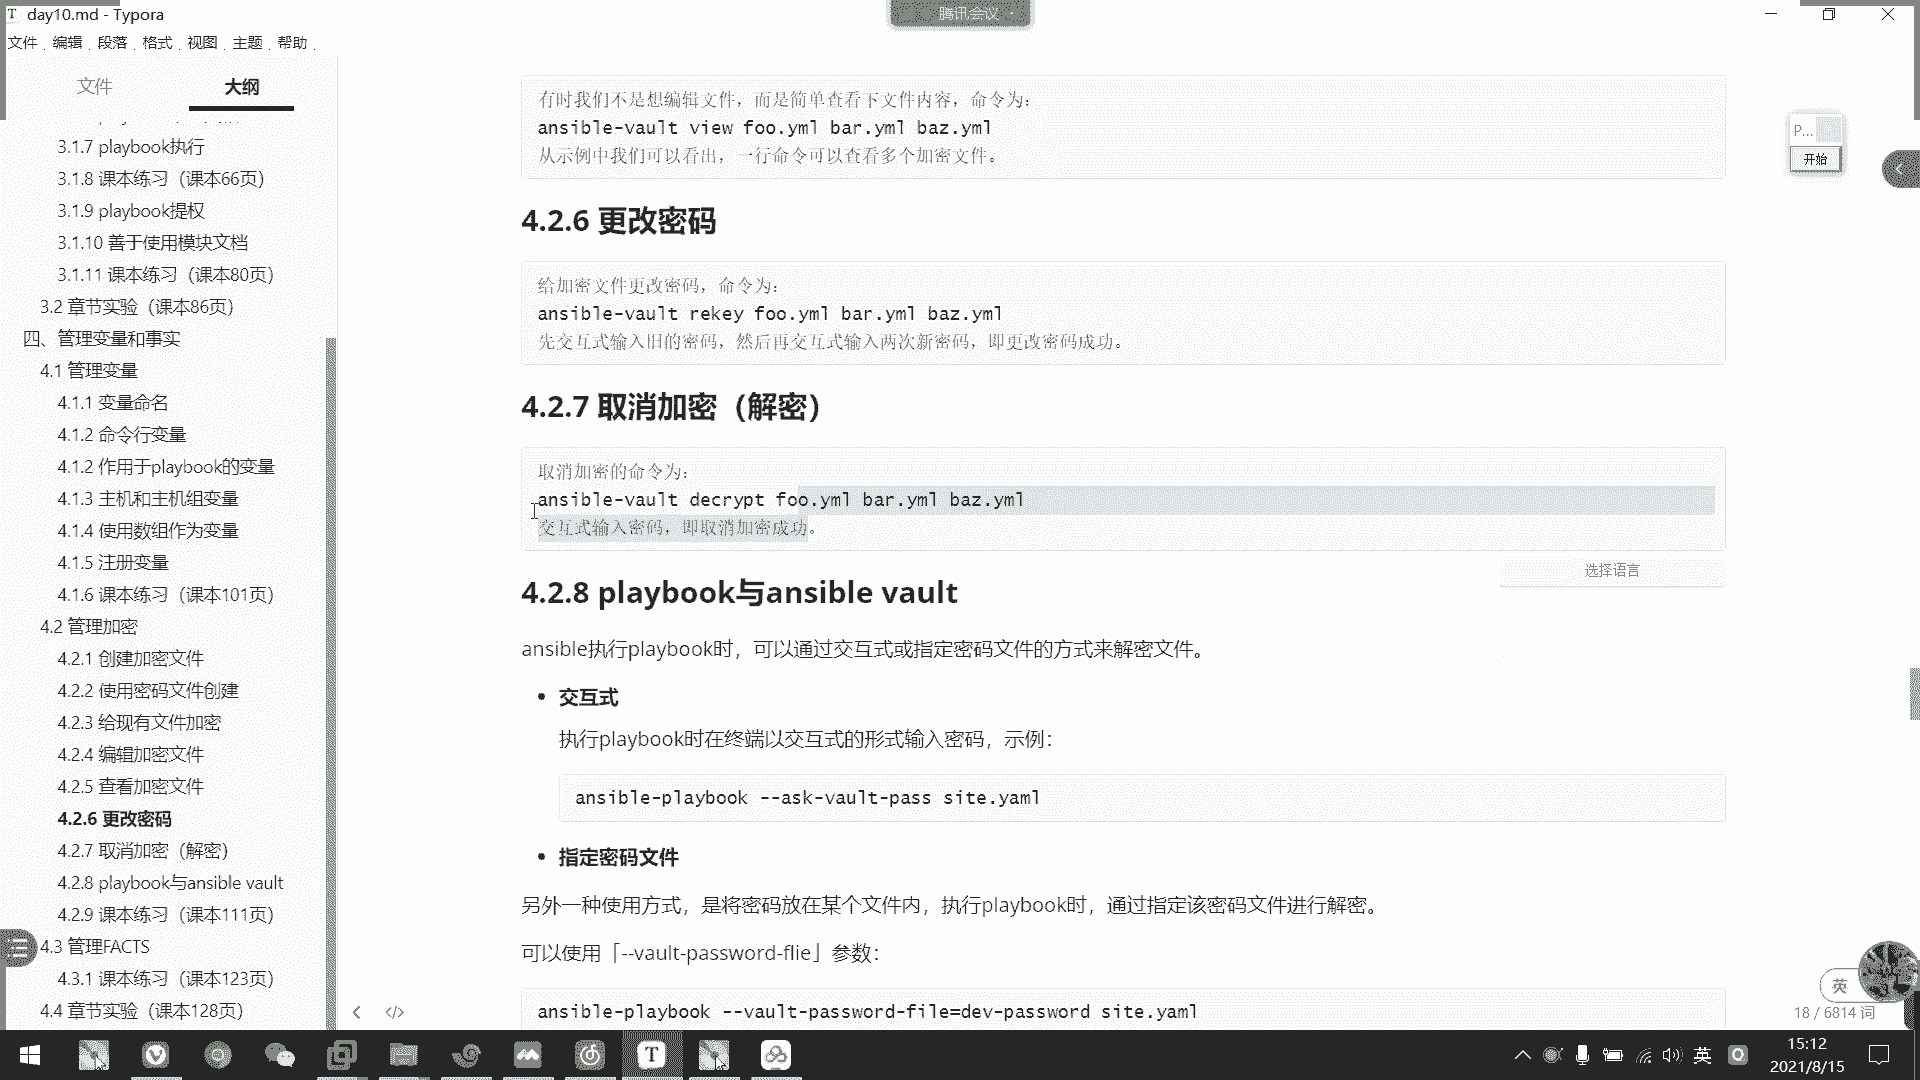 day10.md - Typora
腾讯会议
文件 编辑 段落 格式 视图 主题 帮助
文件 大纲
3.1.7 playbook执行
3.1.8 课本练习（课本66页）
3.1.9 playbook提权
3.1.10 善于使用模块文档
3.1.11 课本练习（课本80页）
3.2 章节实验（课本86页）
四、管理变量和事实
4.1 管理变量
4.1.1 变量命名
4.1.2 命令行变量
4.1.2 作用于playbook的变量
4.1.3 主机和主机组变量
4.1.4 使用数组作为变量
4.1.5 注册变量
4.1.6 课本练习（课本101页）
4.2 管理加密
4.2.1 创建加密文件
4.2.2 使用密码文件创建
4.2.3 给现有文件加密
4.2.4 编辑加密文件
4.2.5 查看加密文件
4.2.6 更改密码
4.2.7 取消加密（解密）
4.2.8 playbook与ansible vault
4.2.9 课本练习（课本111页）
4.3 管理FACTS
4.3.1 课本练习（课本123页）
4.4 章节实验（课本128页）
有时我们不是想编辑文件，而是简单查看下文件内容，命令为：
ansible-vault view foo.yml bar.yml baz.yml
从示例中我们可以看出，一行命令可以查看多个加密文件。
4.2.6 更改密码
给加密文件更改密码，命令为：
ansible-vault rekey foo.yml bar.yml baz.yml
先交互式输入旧的密码，然后再交互式输入两次新密码，即更改密码成功。
4.2.7 取消加密（解密）
取消加密的命令为：
ansible-vault decrypt foo.yml bar.yml baz.yml
交互式输入密码，即取消加密成功。
选择语言
4.2.8 playbook与ansible vault
ansible执行playbook时，可以通过交互式或指定密码文件的方式来解密文件。
• 交互式
执行playbook时在终端以交互式的形式输入密码，示例：
ansible-playbook --ask-vault-pass site.yaml
• 指定密码文件
另外一种使用方式，是将密码放在某个文件内，执行playbook时，通过指定该密码文件进行解密。
可以使用「--vault-password-flie」参数：
ansible-playbook --vault-password-file=dev-password site.yaml
P...
开始
英
18 / 6814 词
英
15:12
2021/8/15